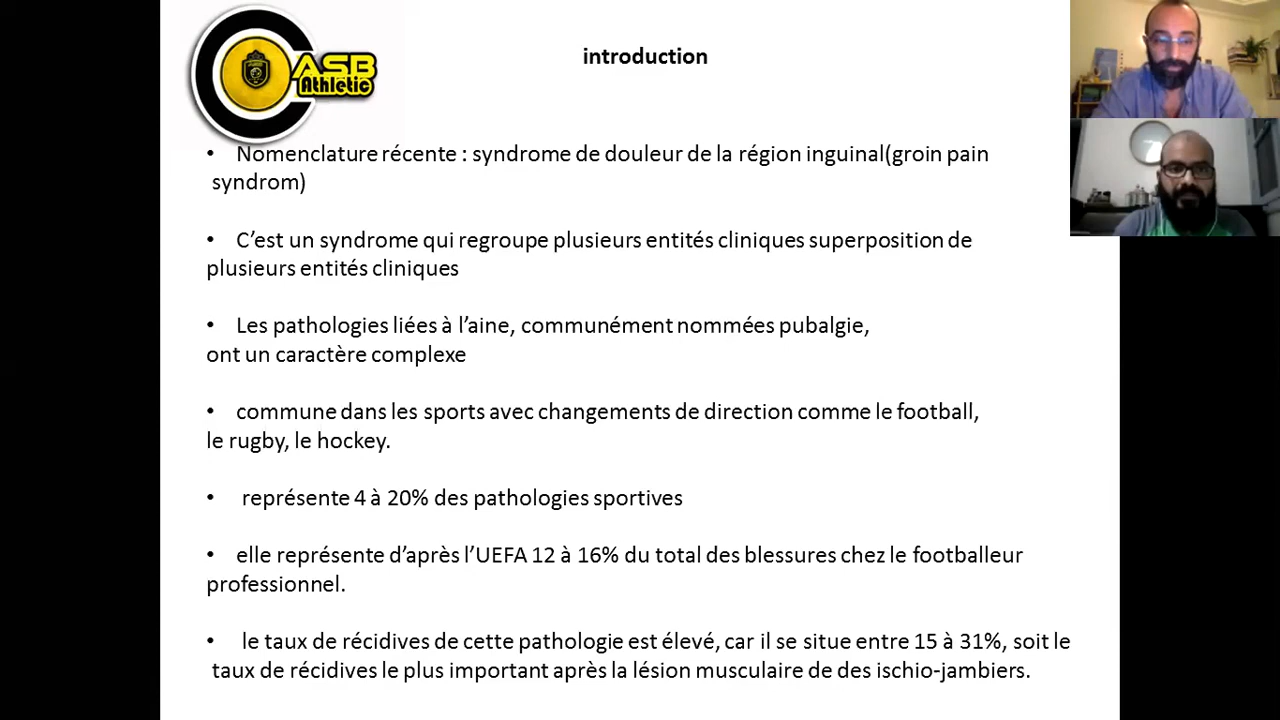 ASB
Athletic
introduction
• Nomenclature récente : syndrome de douleur de la région inguinal(groin pain
syndrom)
• C’est un syndrome qui regroupe plusieurs entités cliniques superposition de
plusieurs entités cliniques
• Les pathologies liées à l’aine, communément nommées pubalgie,
ont un caractère complexe
• commune dans les sports avec changements de direction comme le football,
le rugby, le hockey.
• représente 4 à 20% des pathologies sportives
• elle représente d’après l’UEFA 12 à 16% du total des blessures chez le footballeur
professionnel.
• le taux de récidives de cette pathologie est élevé, car il se situe entre 15 à 31%, soit le
taux de récidives le plus important après la lésion musculaire de des ischio-jambiers.